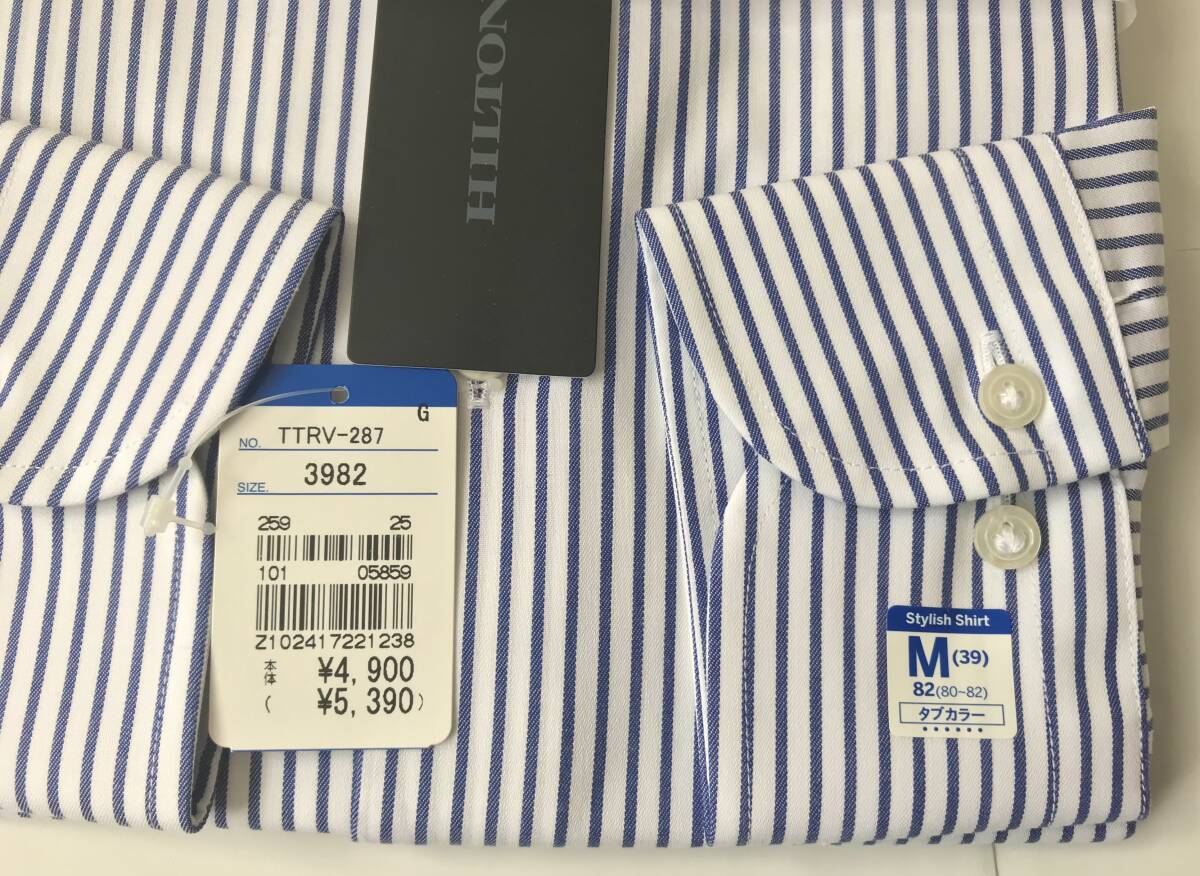 HILTON
G
NO. TTRV-287
SIZE. 3982
259 25
101 05859
Z102417221238
本体 ¥4,900
( ¥5,390)
Stylish Shirt
M(39)
82(80~82)
タブカラー